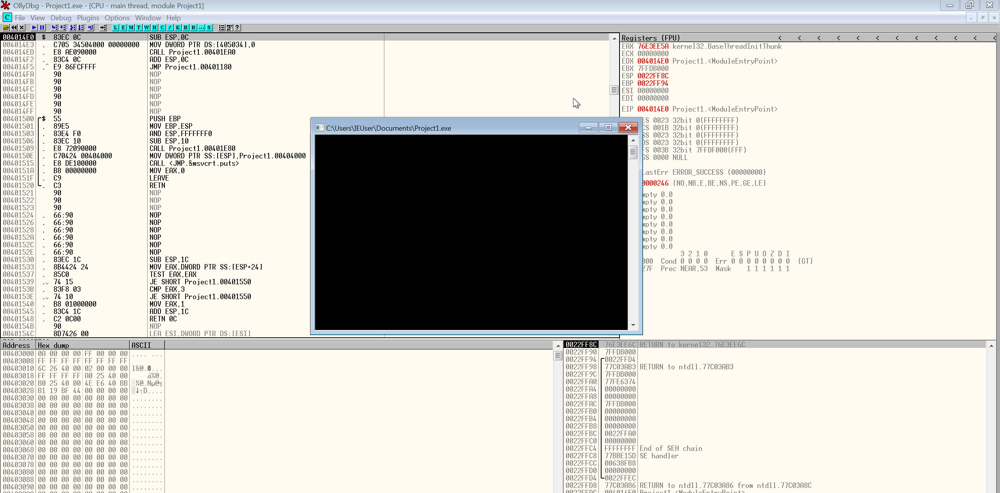 OllyDbg - Project1.exe - [CPU - main thread, module Project1]
C File View Debug Plugins Options Window Help
L E M T W H C / K B R ... S ?
004014E0 $ 83EC 0C SUB ESP,0C
004014E3 . C705 34504000 00000000 MOV DWORD PTR DS:[405034],0
004014ED . E8 AE090000 CALL Project1.00401EA0
004014F2 . 83C4 0C ADD ESP,0C
004014F5 .^ E9 86FCFFFF JMP Project1.00401180
004014FA 90 NOP
004014FB 90 NOP
004014FC 90 NOP
004014FD 90 NOP
004014FE 90 NOP
004014FF 90 NOP
00401500 $ 55 PUSH EBP
00401501 . 89E5 MOV EBP,ESP
00401503 . 83E4 F0 AND ESP,FFFFFFF0
00401506 . 83EC 10 SUB ESP,10
00401509 . E8 72090000 CALL Project1.00401E80
0040150E . C70424 00404000 MOV DWORD PTR SS:[ESP],Project1.00404000
00401515 . E8 DE100000 CALL <JMP.&msvcrt.puts>
0040151A . B8 00000000 MOV EAX,0
0040151F . C9 LEAVE
00401520 . C3 RETN
00401521 90 NOP
00401522 90 NOP
00401523 90 NOP
00401524 . 66:90 NOP
00401526 . 66:90 NOP
00401528 . 66:90 NOP
0040152A . 66:90 NOP
0040152C . 66:90 NOP
0040152E . 66:90 NOP
00401530 . 83EC 1C SUB ESP,1C
00401533 . 8B4424 24 MOV EAX,DWORD PTR SS:[ESP+24]
00401537 . 85C0 TEST EAX,EAX
00401539 .v 74 15 JE SHORT Project1.00401550
0040153B . 83F8 03 CMP EAX,3
0040153E .v 74 10 JE SHORT Project1.00401550
00401540 . B8 01000000 MOV EAX,1
00401545 . 83C4 1C ADD ESP,1C
00401548 . C2 0C00 RETN 0C
0040154B 90 NOP
0040154C 8D7426 00 LEA ESI,DWORD PTR DS:[ESI]
C:\Users\IEUser\Documents\Project1.exe
Registers (FPU) < < < < < < < < < < < <
EAX 76E3EE5A kernel32.BaseThreadInitThunk
ECX 00000000
EDX 004014E0 Project1.<ModuleEntryPoint>
EBX 7FFDB000
ESP 0022FF8C
EBP 0022FF94
ESI 00000000
EDI 00000000
EIP 004014E0 Project1.<ModuleEntryPoint>
ES 0023 32bit 0(FFFFFFFF)
CS 001B 32bit 0(FFFFFFFF)
SS 0023 32bit 0(FFFFFFFF)
DS 0023 32bit 0(FFFFFFFF)
FS 003B 32bit 7FFDF000(FFF)
GS 0000 NULL
LastErr ERROR_SUCCESS (00000000)
0000246 (NO,NB,E,BE,NS,PE,GE,LE)
mpty 0.0
mpty 0.0
mpty 0.0
mpty 0.0
mpty 0.0
mpty 0.0
mpty 0.0
mpty 0.0
3 2 1 0 E S P U O Z D I
000 Cond 0 0 0 0 Err 0 0 0 0 0 0 0 0 (GT)
27F Prec NEAR,53 Mask 1 1 1 1 1 1
Address Hex dump ASCII
00403000 0A 00 00 00 FF 00 00 00 .... ...
00403008 FF FF FF FF FF FF FF FF
00403010 6C 26 40 00 02 00 00 00 l&@.☻...
00403018 FF FF FF FF A0 25 40 00 á%@.
00403020 B0 25 40 00 4E E6 40 BB ░%@.Nµ@╗
00403028 B1 19 BF 44 00 00 00 00 ▒↓┐D....
00403030 00 00 00 00 00 00 00 00 ........
00403038 00 00 00 00 00 00 00 00 ........
00403040 00 00 00 00 00 00 00 00 ........
00403048 00 00 00 00 00 00 00 00 ........
00403050 00 00 00 00 00 00 00 00 ........
00403058 00 00 00 00 00 00 00 00 ........
00403060 00 00 00 00 00 00 00 00 ........
00403068 00 00 00 00 00 00 00 00 ........
00403070 00 00 00 00 00 00 00 00 ........
00403078 00 00 00 00 00 00 00 00 ........
00403080 00 00 00 00 00 00 00 00 ........
00403088 00 00 00 00 00 00 00 00 ........
00403090 00 00 00 00 00 00 00 00 ........
0022FF8C 76E3EE6C RETURN to kernel32.76E3EE6C
0022FF90 7FFDB000
0022FF94 0022FFD4
0022FF98 77C03AB3 RETURN to ntdll.77C03AB3
0022FF9C 7FFDB000
0022FFA0 77FE6374
0022FFA4 00000000
0022FFA8 00000000
0022FFAC 7FFDB000
0022FFB0 00000000
0022FFB4 00000000
0022FFB8 00000000
0022FFBC 0022FFA0
0022FFC0 00000000
0022FFC4 FFFFFFFF End of SEH chain
0022FFC8 77BBE15D SE handler
0022FFCC 00638FB8
0022FFD0 00000000
0022FFD4 0022FFEC
0022FFD8 77C03A86 RETURN to ntdll.77C03A86 from ntdll.77C03A8C
0022FFDC 004014E0 Project1.<ModuleEntryPoint>